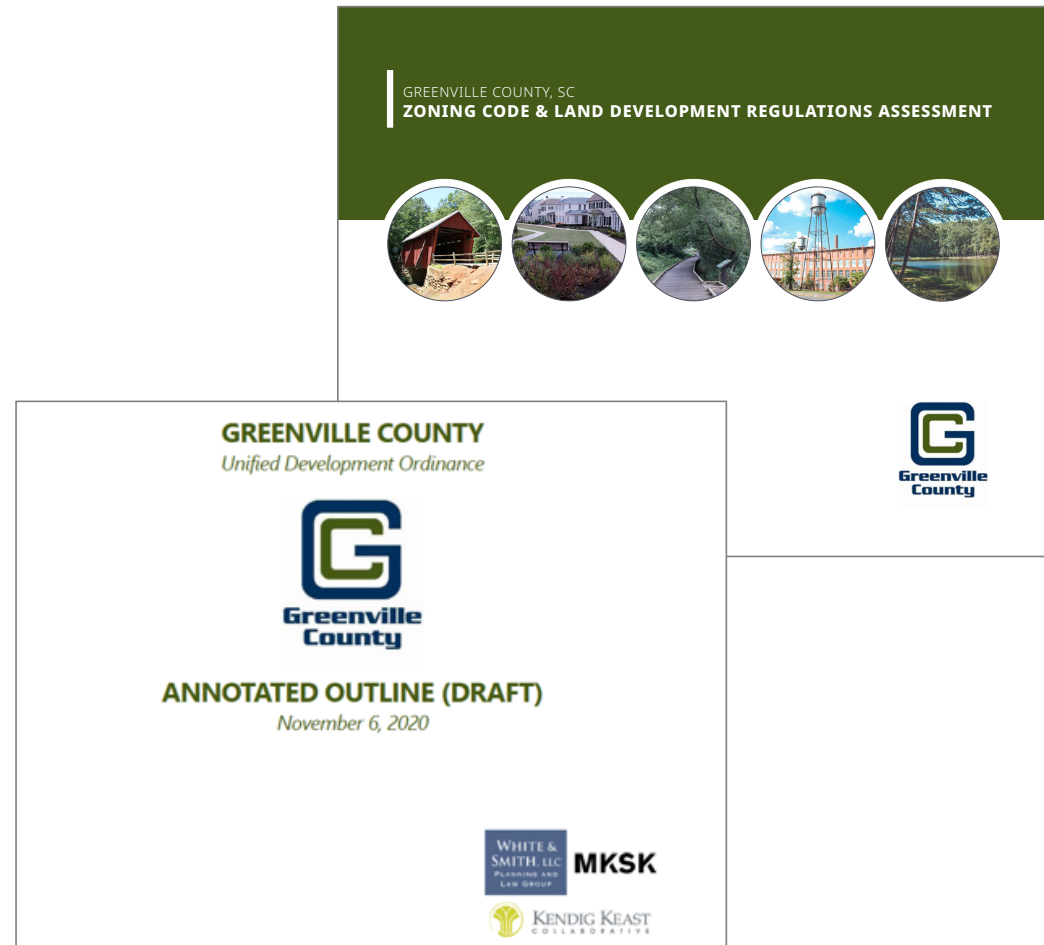 GREENVILLE COUNTY, SC
ZONING CODE & LAND DEVELOPMENT REGULATIONS ASSESSMENT
Greenville
County
GREENVILLE COUNTY
Unified Development Ordinance
Greenville
County
ANNOTATED OUTLINE (DRAFT)
November 6, 2020
WHITE &
SMITH, LLC
PLANNING AND
LAW GROUP
MKSK
KENDIG KEAST
COLLABORATIVE